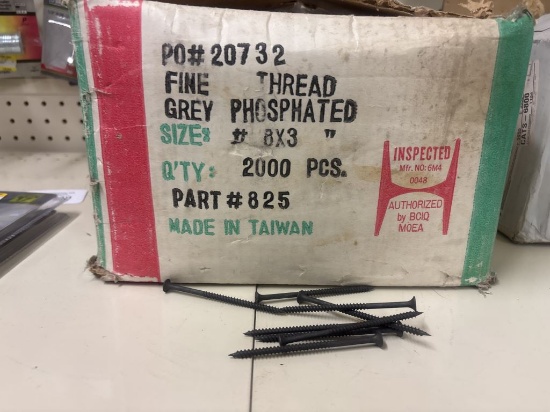 PO# 20732
FINE THREAD
GREY PHOSPHATED
SIZE: # 8X3 "
Q'TY: 2000 PCS.
PART # 825
MADE IN TAIWAN
INSPECTED
Mfr. NO: 6M4
0048
AUTHORIZED
by BCIQ
MOEA